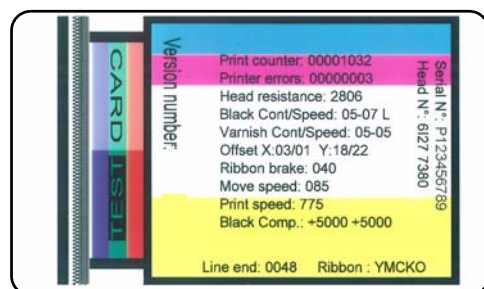 CARD TEST
Version number:
Print counter: 00001032
Printer errors: 00000003
Head resistance: 2806
Black Cont/Speed: 05-07 L
Varnish Cont/Speed: 05-05
Offset X:03/01 Y:18/22
Ribbon brake: 040
Move speed: 085
Print speed: 775
Black Comp.: +5000 +5000
Line end: 0048 Ribbon : YMCKO
Serial N°: P123456789
Head N°: 6I27 7380